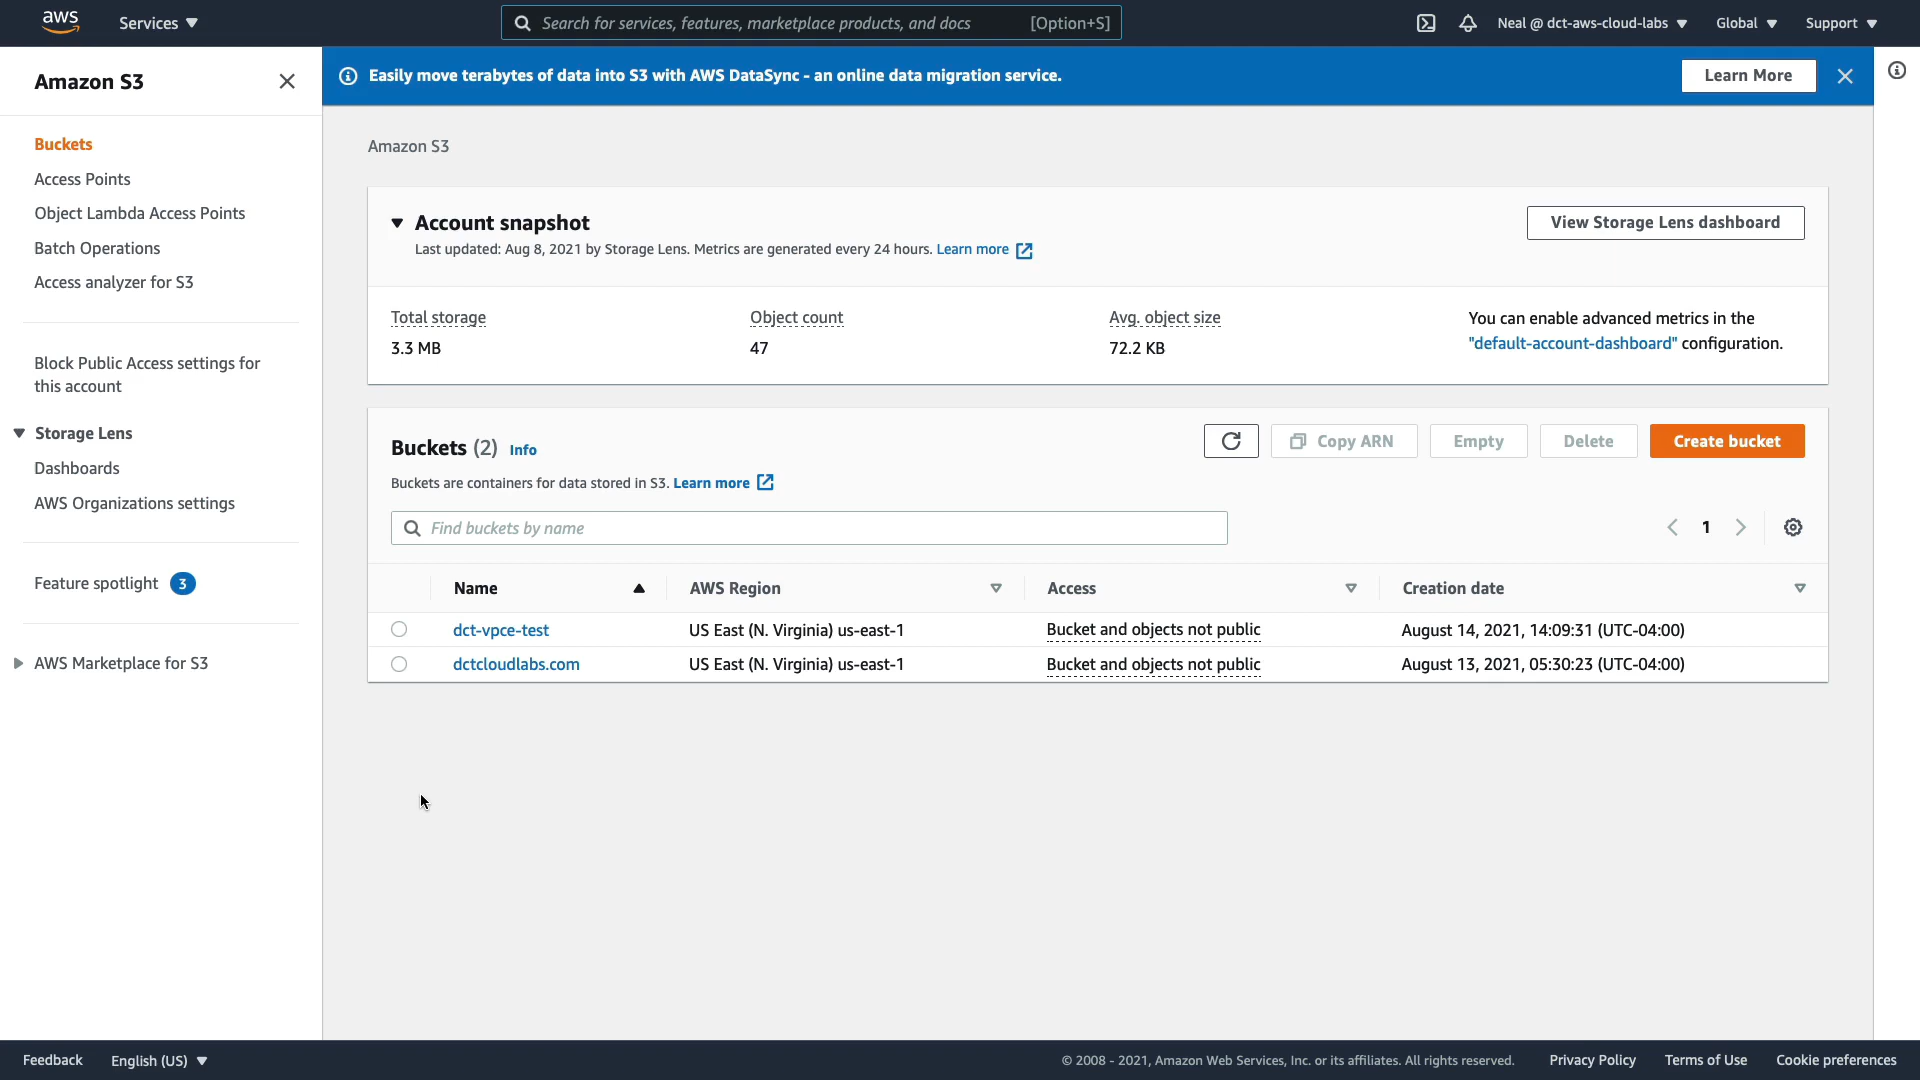 aws
Services
Search for services, features, marketplace products, and docs [Option+S]
Neal @ dct-aws-cloud-labs
Global
Support
Amazon S3
Buckets
Access Points
Object Lambda Access Points
Batch Operations
Access analyzer for S3
Block Public Access settings for
this account
Storage Lens
Dashboards
AWS Organizations settings
Feature spotlight 3
AWS Marketplace for S3
Easily move terabytes of data into S3 with AWS DataSync - an online data migration service.
Learn More
Amazon S3
Account snapshot
Last updated: Aug 8, 2021 by Storage Lens. Metrics are generated every 24 hours. Learn more
View Storage Lens dashboard
Total storage
3.3 MB
Object count
47
Avg. object size
72.2 KB
You can enable advanced metrics in the
"default-account-dashboard" configuration.
Buckets (2) Info
Copy ARN
Empty
Delete
Create bucket
Buckets are containers for data stored in S3. Learn more
Find buckets by name
1
Name AWS Region Access Creation date
dct-vpce-test US East (N. Virginia) us-east-1 Bucket and objects not public August 14, 2021, 14:09:31 (UTC-04:00)
dctcloudlabs.com US East (N. Virginia) us-east-1 Bucket and objects not public August 13, 2021, 05:30:23 (UTC-04:00)
Feedback English (US) © 2008 - 2021, Amazon Web Services, Inc. or its affiliates. All rights reserved. Privacy Policy Terms of Use Cookie preferences